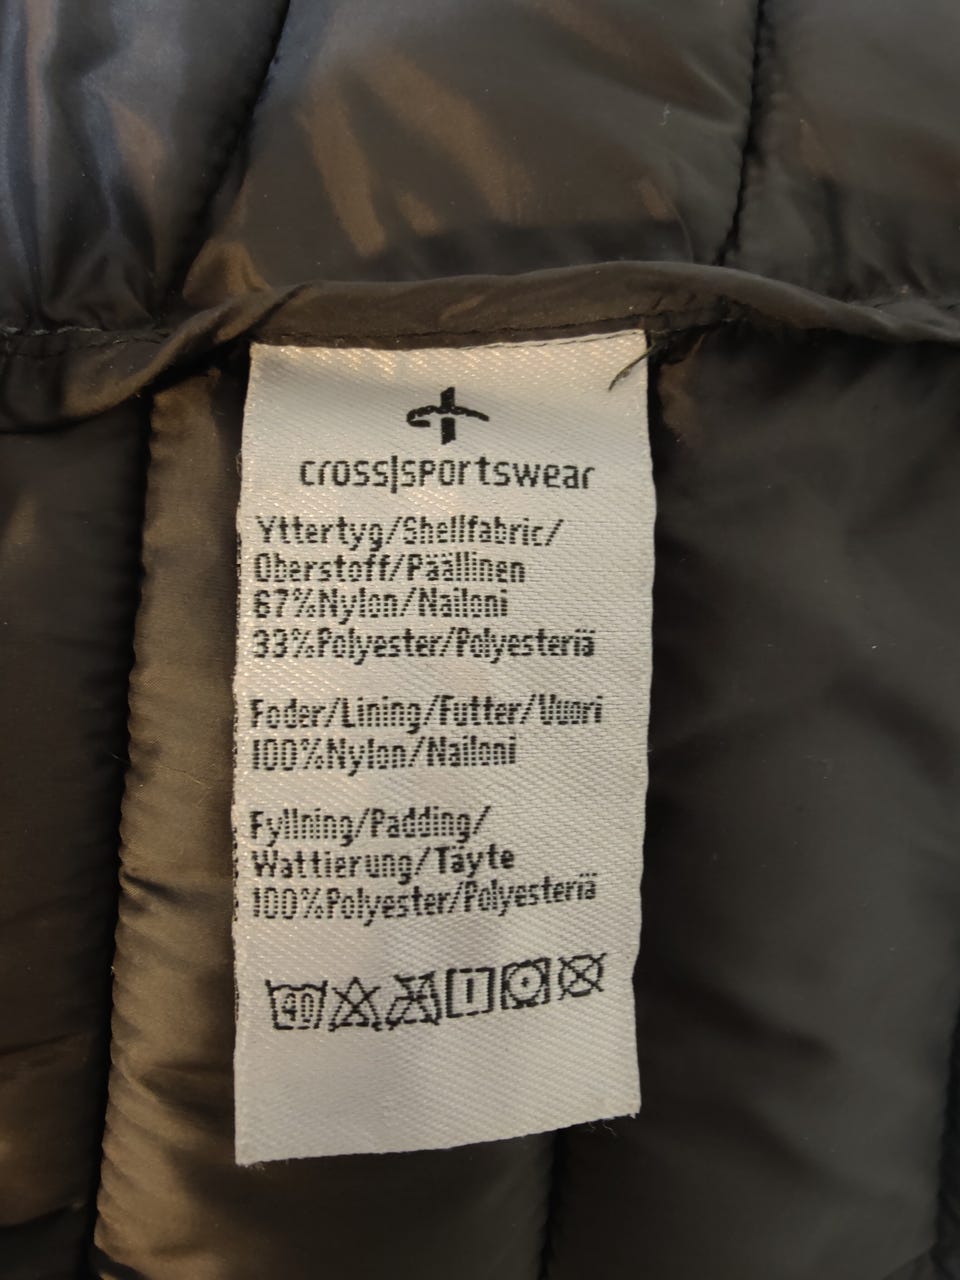 cross|sportswear
Yttertyg/Shellfabric/
Oberstoff/Päällinen
67%Nylon/Nailoni
33%Polyester/Polyesteriä
Foder/Lining/Futter/Vuori
100%Nylon/Nailoni
Fyllning/Padding/
Wattierung/Täyte
100%Polyester/Polyesteriä
40